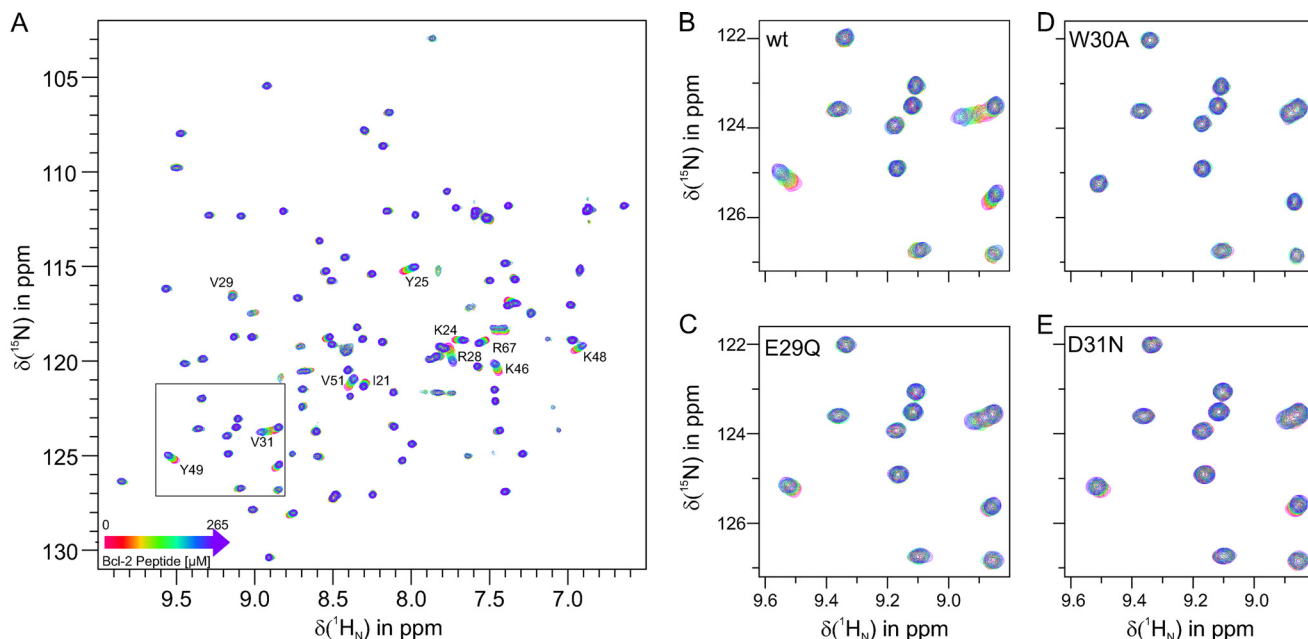 A
105
110
115
120
125
130
δ(¹⁵N) in ppm
9.5
9.0
8.5
8.0
7.5
7.0
δ(¹H_N) in ppm
V29
Y25
K24
R28
R67
K48
K46
V51
I21
V31
Y49
0
265
Bcl-2 Peptide [µM]
B
wt
122
124
126
δ(¹⁵N) in ppm
D
W30A
C
E29Q
122
124
126
δ(¹⁵N) in ppm
9.6
9.4
9.2
9.0
δ(¹H_N) in ppm
E
D31N
9.6
9.4
9.2
9.0
δ(¹H_N) in ppm